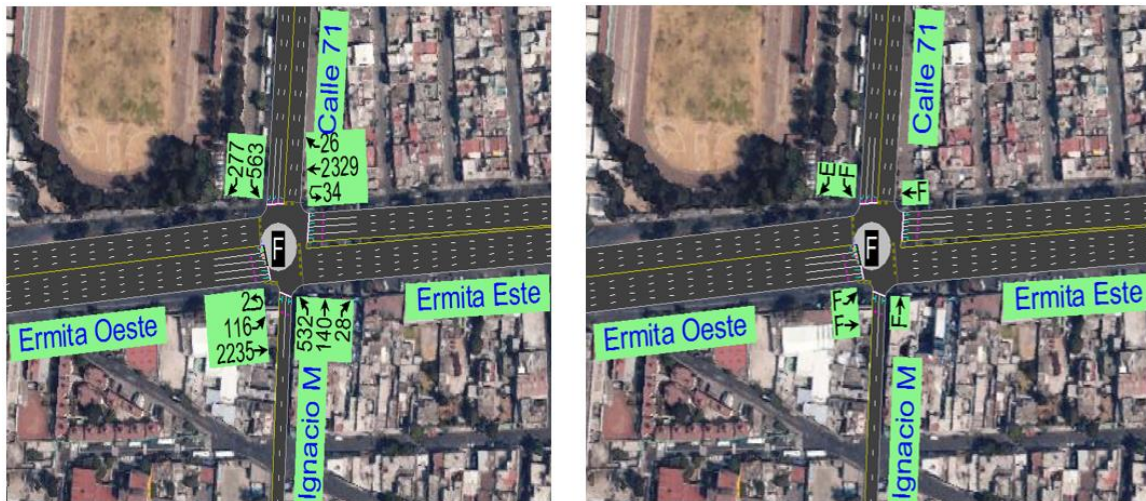 Calle 71
277
563
26
2329
34
F
Ermita Este
Ermita Oeste
2
116
2235
532
140
28
Ignacio M
Calle 71
E
F
F
F
Ermita Este
Ermita Oeste
F
F
F
Ignacio M